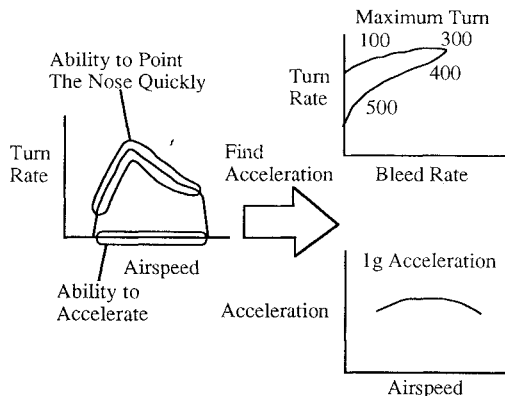 Ability to Point
The Nose Quickly
Turn
Rate
Airspeed
Ability to
Accelerate
Find
Acceleration
Maximum Turn
100
300
400
500
Turn
Rate
Bleed Rate
1g Acceleration
Acceleration
Airspeed